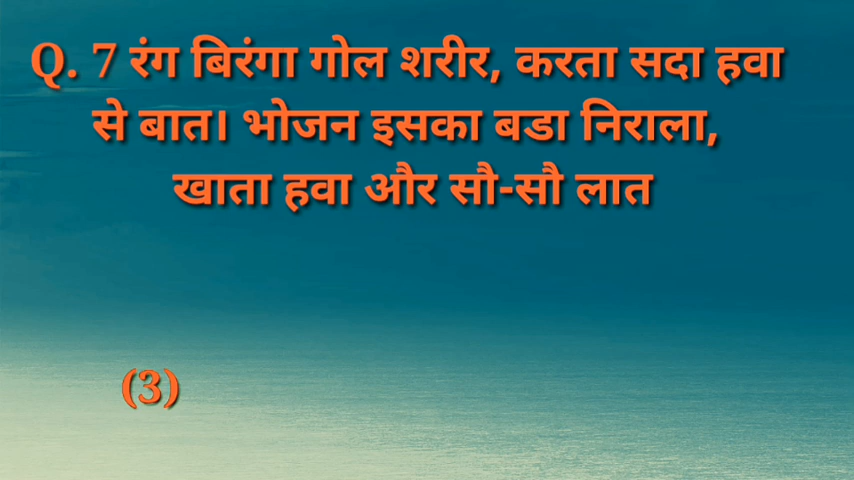 Q. 7 रंग बिरंगा गोल शरीर, करता सदा हवा
से बात। भोजन इसका बडा निराला,
खाता हवा और सौ-सौ लात
(3)